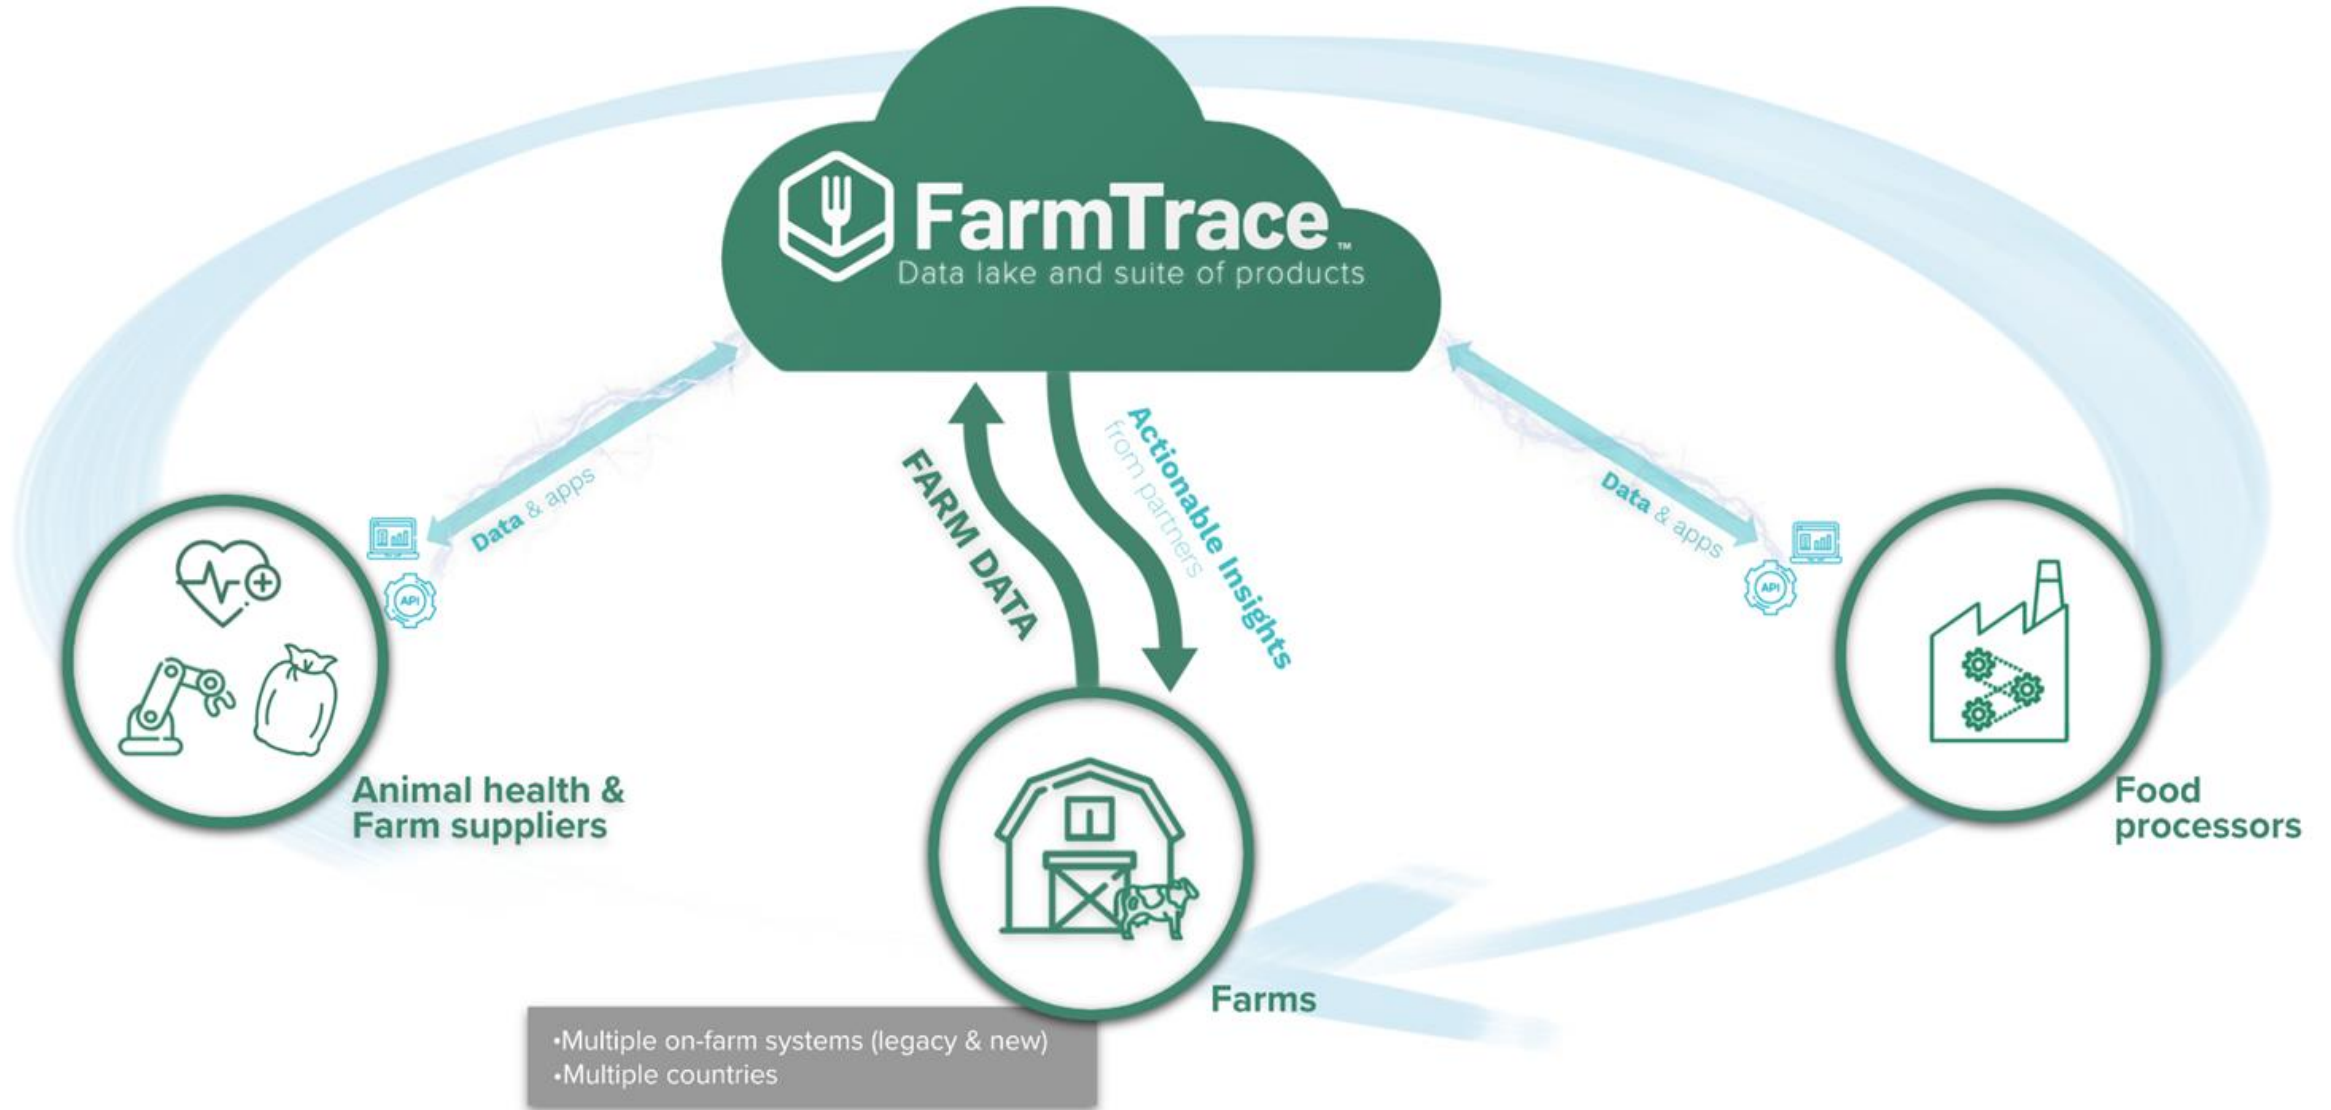 FarmTrace™
Data lake and suite of products
Data & apps
FARM DATA
Actionable Insights
from partners
Data & apps
API
API
Animal health &
Farm suppliers
Food
processors
Farms
•Multiple on-farm systems (legacy & new)
•Multiple countries